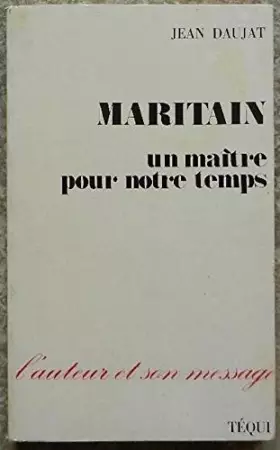 JEAN DAUJAT
MARITAIN
un maître
pour notre temps
l'auteur et son message
TÉQUI